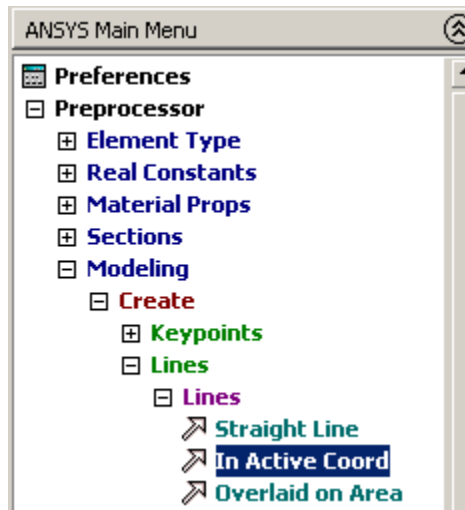 ANSYS Main Menu
Preferences
Preprocessor
Element Type
Real Constants
Material Props
Sections
Modeling
Create
Keypoints
Lines
Lines
Straight Line
In Active Coord
Overlaid on Area